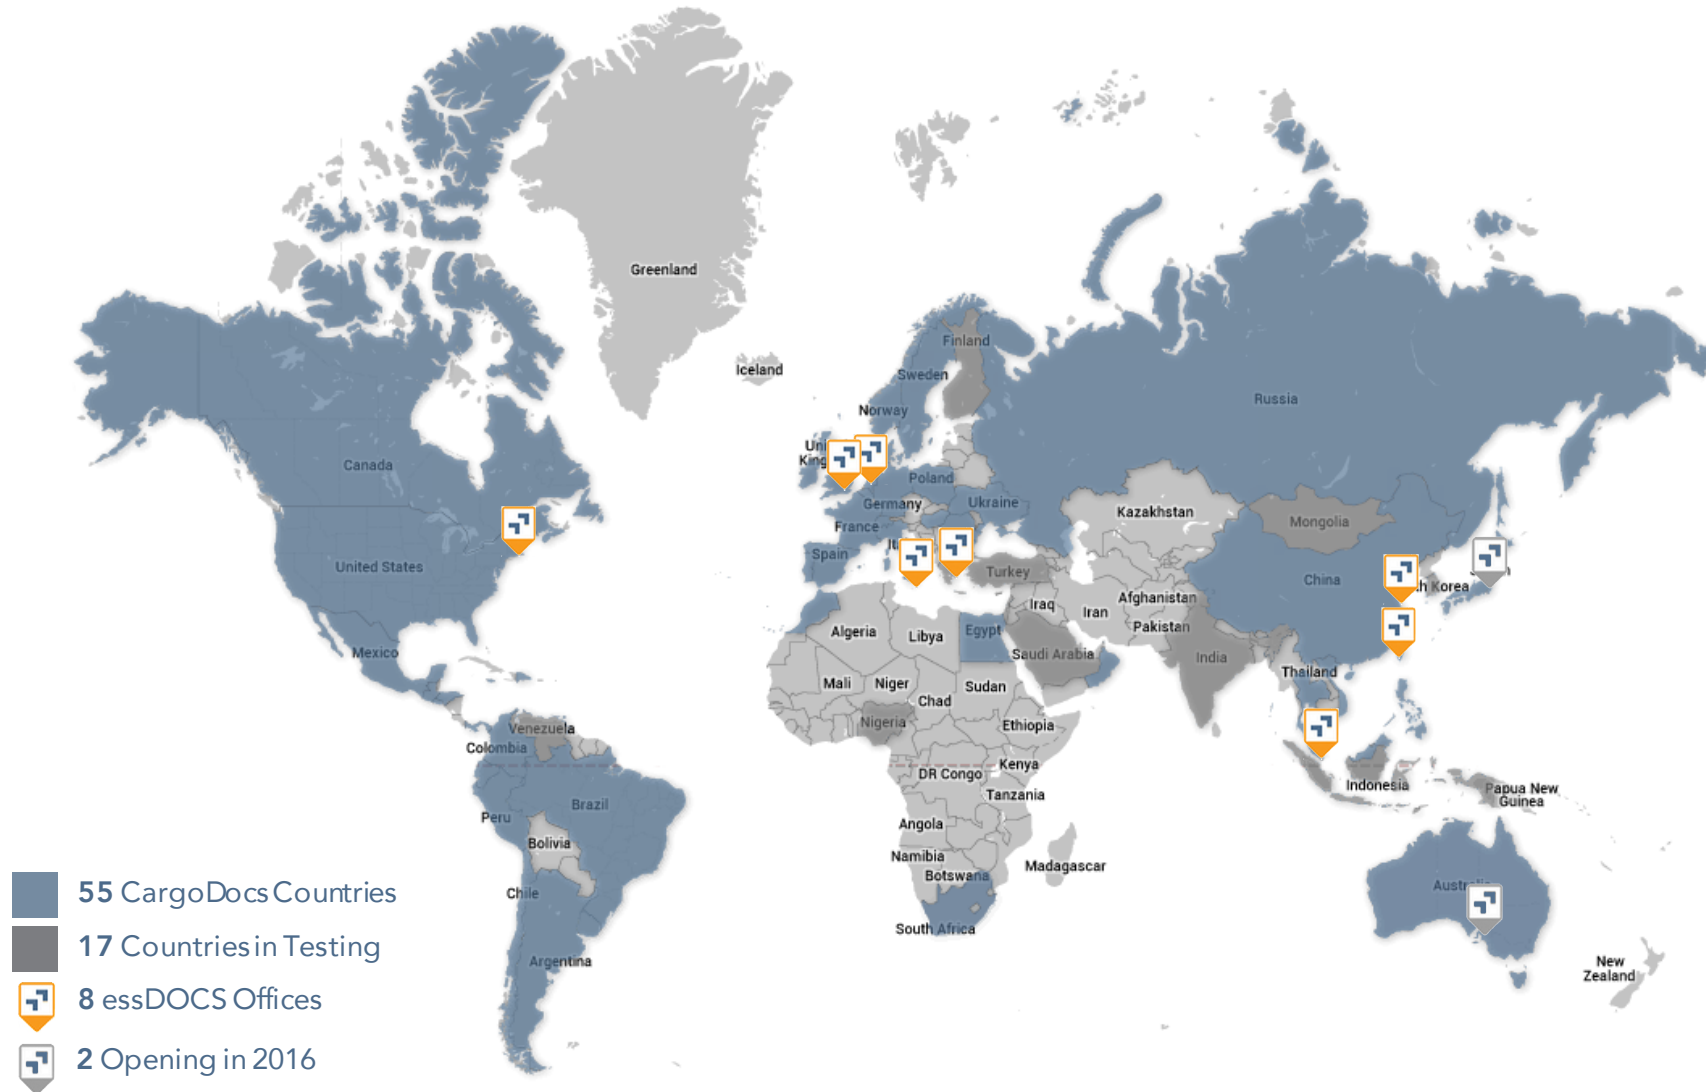 Greenland
Iceland
Finland
Sweden
Norway
Russia
Canada
Poland
Germany
Ukraine
France
Spain
Kazakhstan
Mongolia
United States
Turkey
China
Iraq
Iran
Afghanistan
Pakistan
Algeria
Libya
Egypt
Saudi Arabia
India
Mexico
Thailand
Mali
Niger
Chad
Sudan
Nigeria
Ethiopia
Venezuela
Colombia
DR Congo
Kenya
Tanzania
Indonesia
Papua New
Guinea
Brazil
Peru
Angola
Bolivia
Namibia
Botswana
Madagascar
Chile
South Africa
Argentina
New
Zealand
55 CargoDocs Countries
17 Countries in Testing
8 essDOCS Offices
2 Opening in 2016